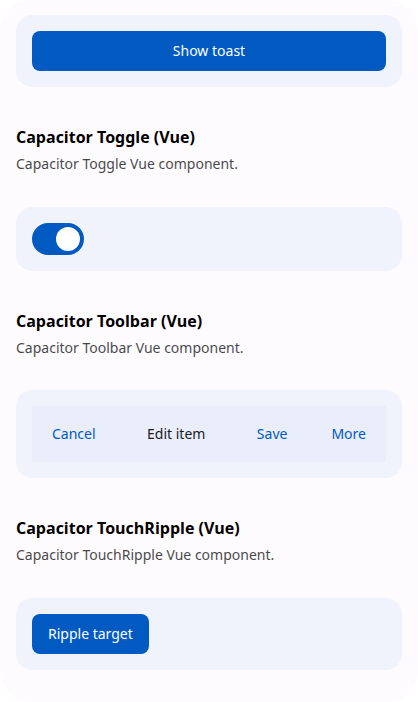 Show toast
Capacitor Toggle (Vue)
Capacitor Toggle Vue component.
Capacitor Toolbar (Vue)
Capacitor Toolbar Vue component.
Cancel Edit item Save More
Capacitor TouchRipple (Vue)
Capacitor TouchRipple Vue component.
Ripple target